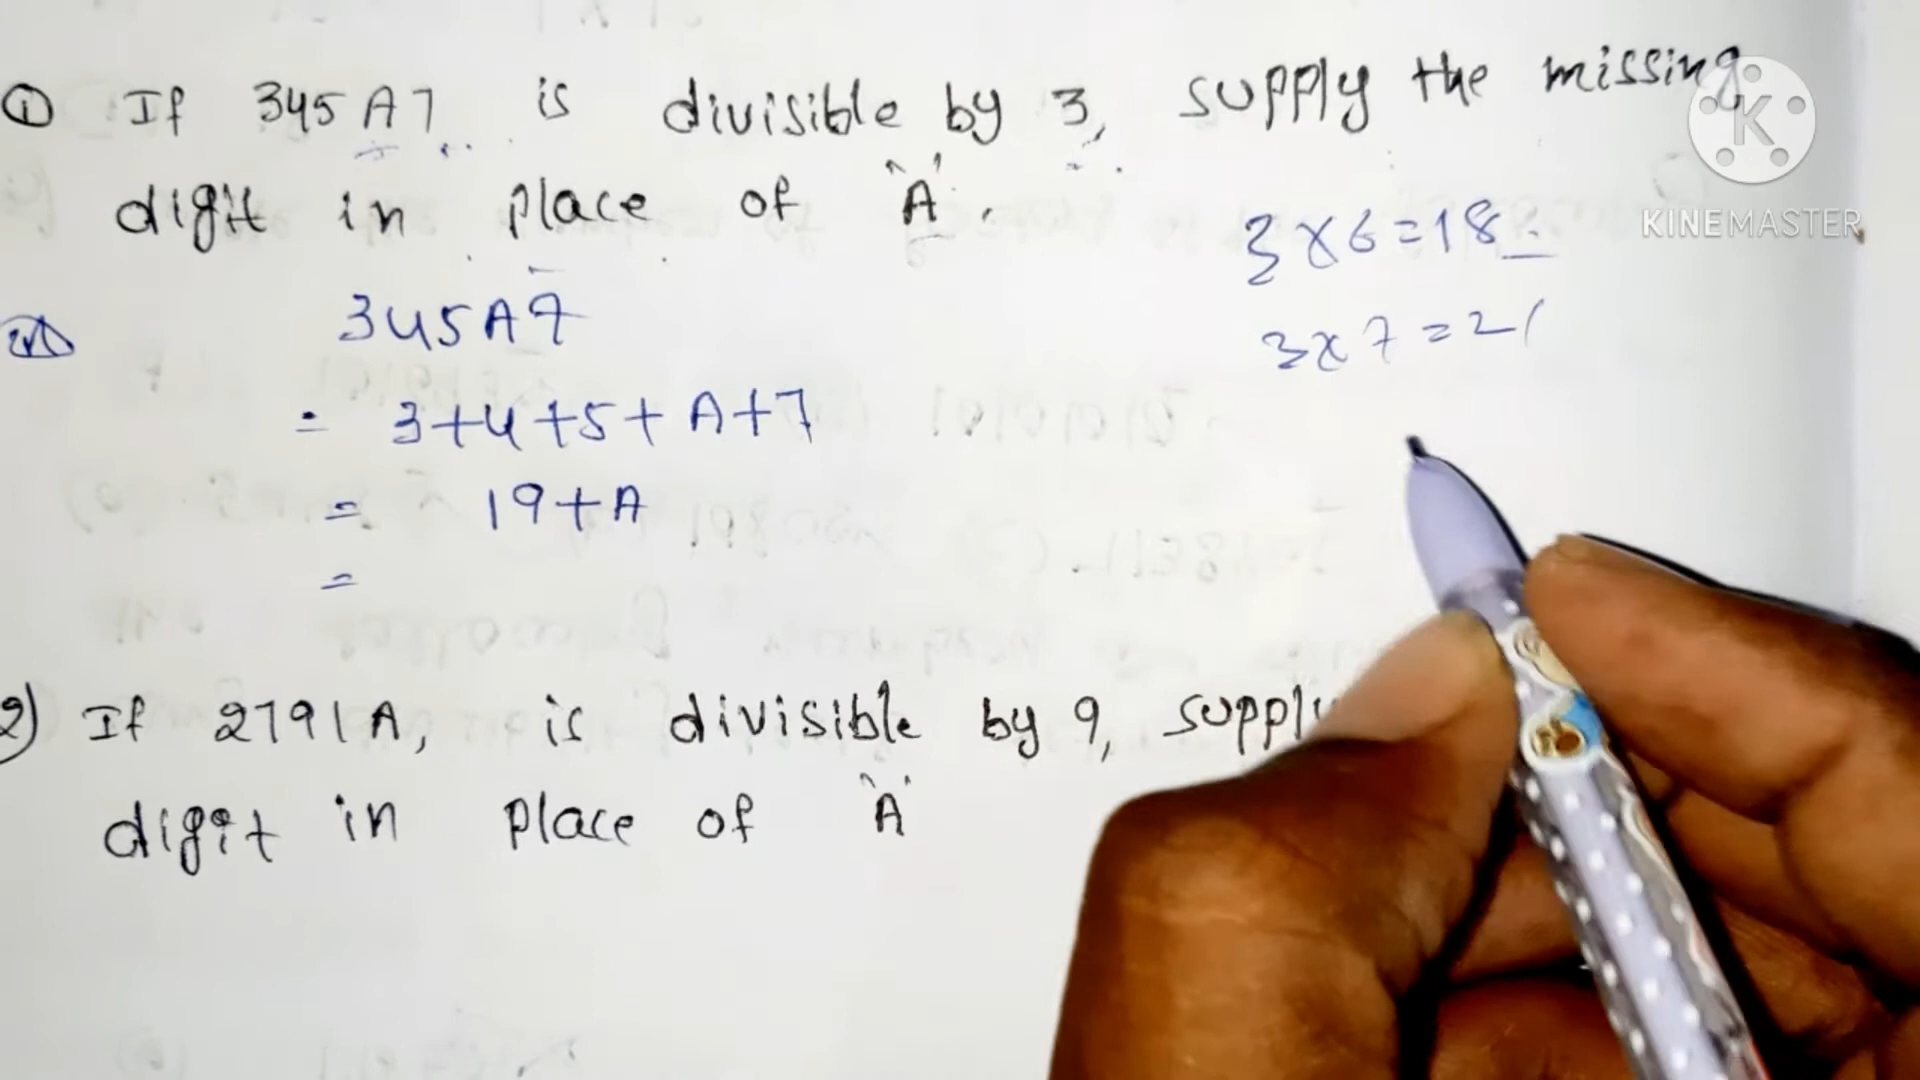 ① If 345A7 is divisible by 3, supply the missing
digit in place of "A'.
3×6=18
3×7=21
345A7
= 3+4+5+A+7
= 19+A
=
2) If 2791A, is divisible by 9, supply
digit in place of "A'
KINEMASTER